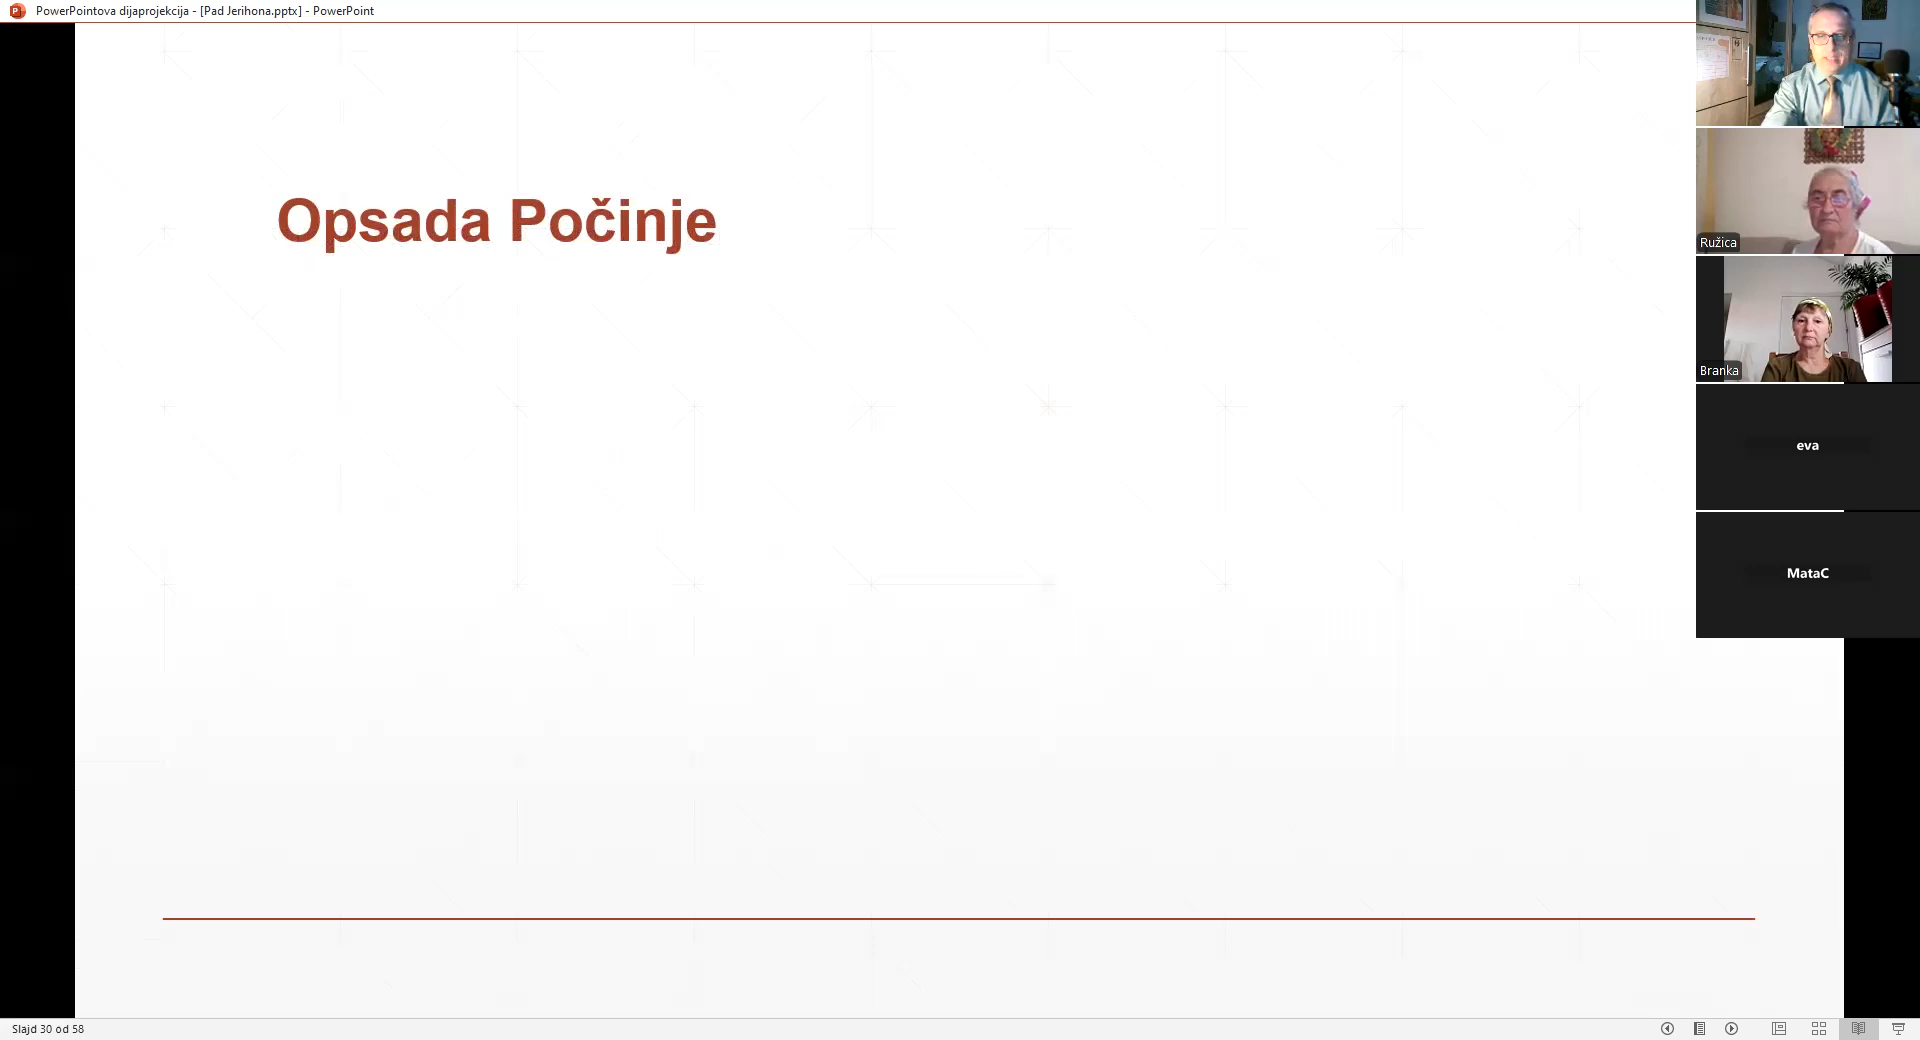 PowerPointova dijaprojekcija - [Pad Jerihona.pptx] - PowerPoint
Opsada Počinje
Ružica
Branka
eva
MataC
Slajd 30 od 58